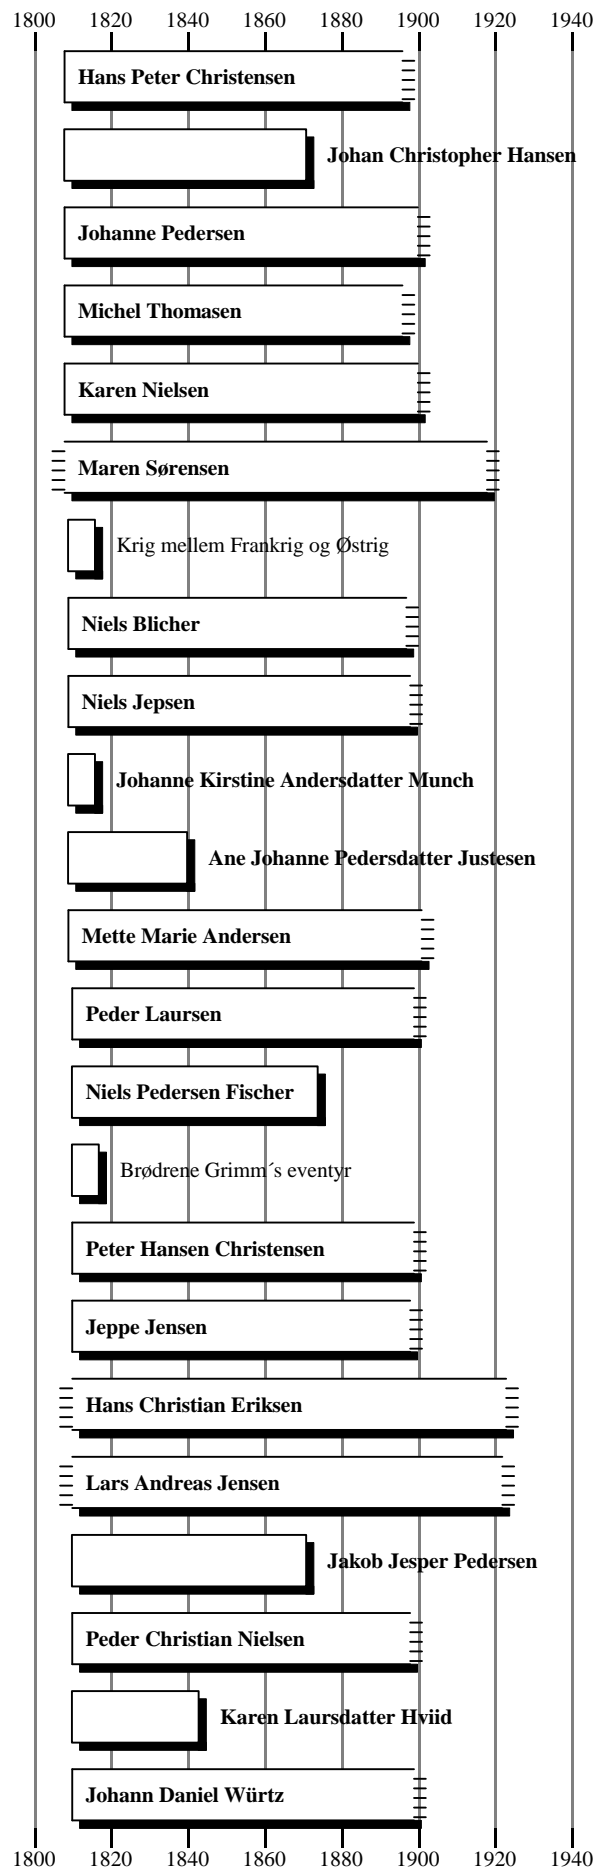 1800 1820 1840 1860 1880 1900 1920 1940
Hans Peter Christensen
Johan Christopher Hansen
Johanne Pedersen
Michel Thomasen
Karen Nielsen
Maren Sørensen
Krig mellem Frankrig og Østrig
Niels Blicher
Niels Jepsen
Johanne Kirstine Andersdatter Munch
Ane Johanne Pedersdatter Justesen
Mette Marie Andersen
Peder Laursen
Niels Pedersen Fischer
Brødrene Grimm´s eventyr
Peter Hansen Christensen
Jeppe Jensen
Hans Christian Eriksen
Lars Andreas Jensen
Jakob Jesper Pedersen
Peder Christian Nielsen
Karen Laursdatter Hviid
Johann Daniel Würtz
1800 1820 1840 1860 1880 1900 1920 1940